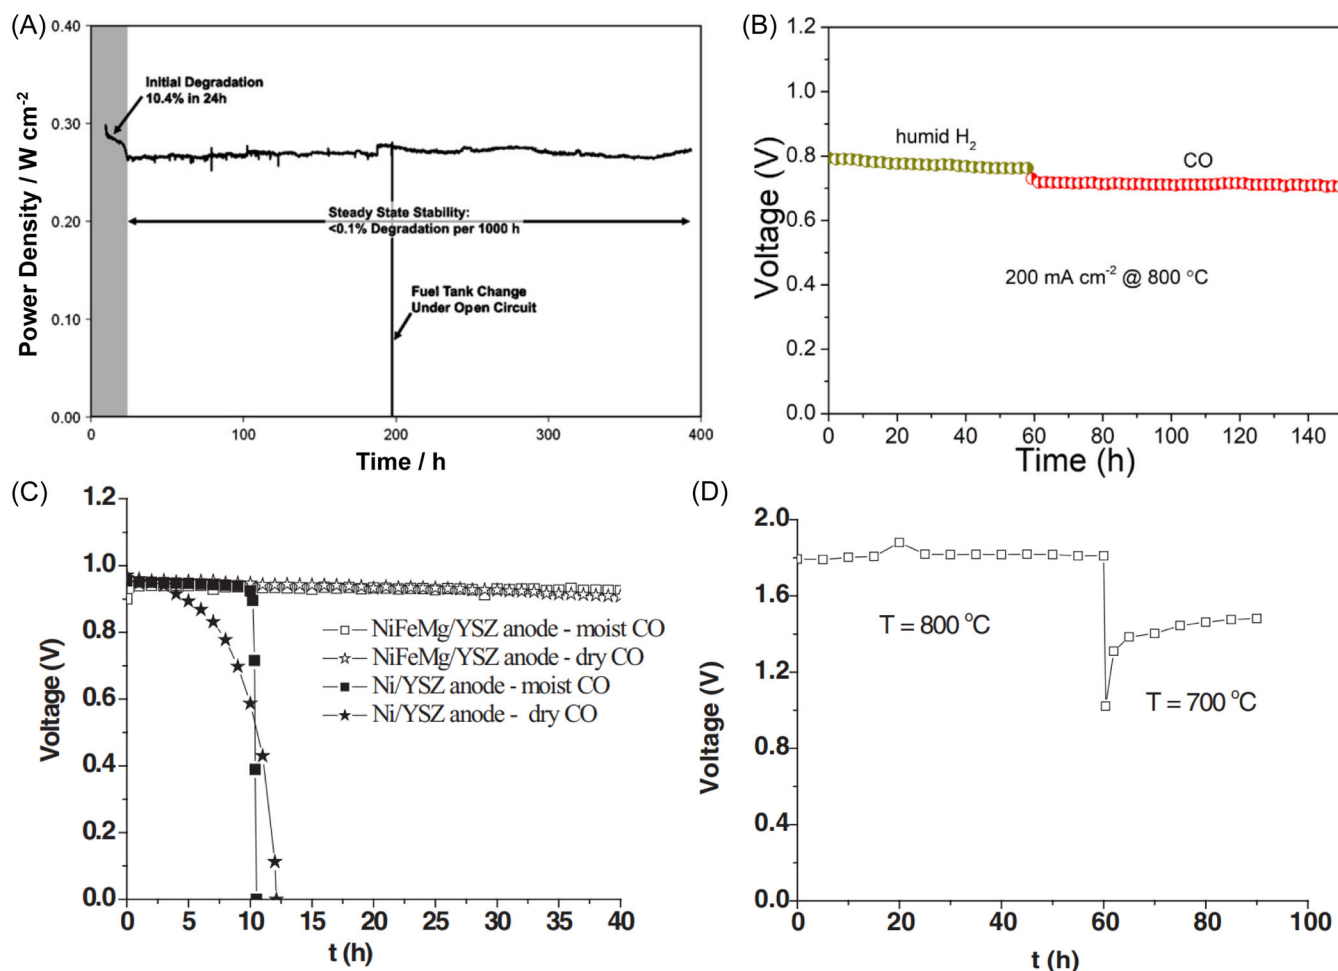 (A)
0.40
0.30
0.20
0.10
0.00
Power Density / W cm⁻²
Initial Degradation
10.4% in 24h
Steady State Stability:
<0.1% Degradation per 1000 h
Fuel Tank Change
Under Open Circuit
0 100 200 300 400
Time / h
(B)
1.2
1.0
0.8
0.6
0.4
0.2
0.0
Voltage (V)
humid H₂
CO
200 mA cm⁻² @ 800 °C
0 20 40 60 80 100 120 140
Time (h)
(C)
1.2
0.9
0.6
0.4
0.2
0.0
Voltage (V)
NiFeMg/YSZ anode - moist CO
NiFeMg/YSZ anode - dry CO
Ni/YSZ anode - moist CO
Ni/YSZ anode - dry CO
0 5 10 15 20 25 30 35 40
t (h)
(D)
2.0
1.6
1.2
0.8
0.4
0.0
Voltage (V)
T = 800 °C
T = 700 °C
0 20 40 60 80 100
t (h)